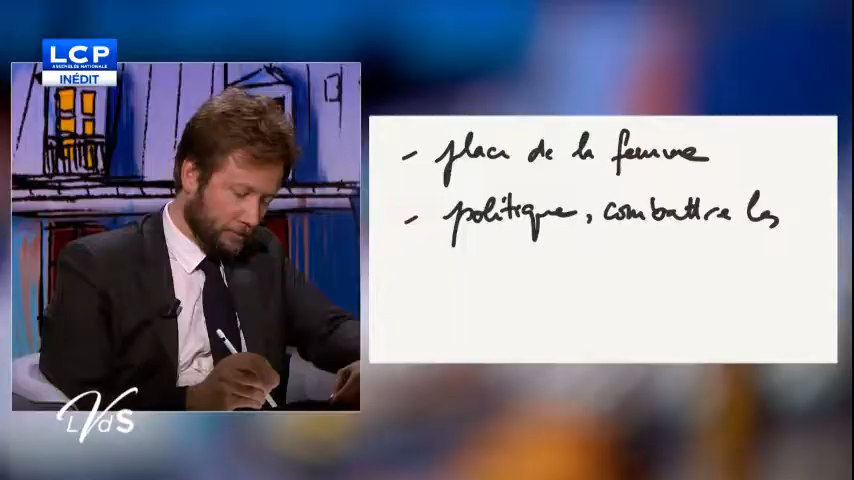 LCP
ASSEMBLÉE NATIONALE
INÉDIT
- place de la femme
- politique, combattre les
LVdS